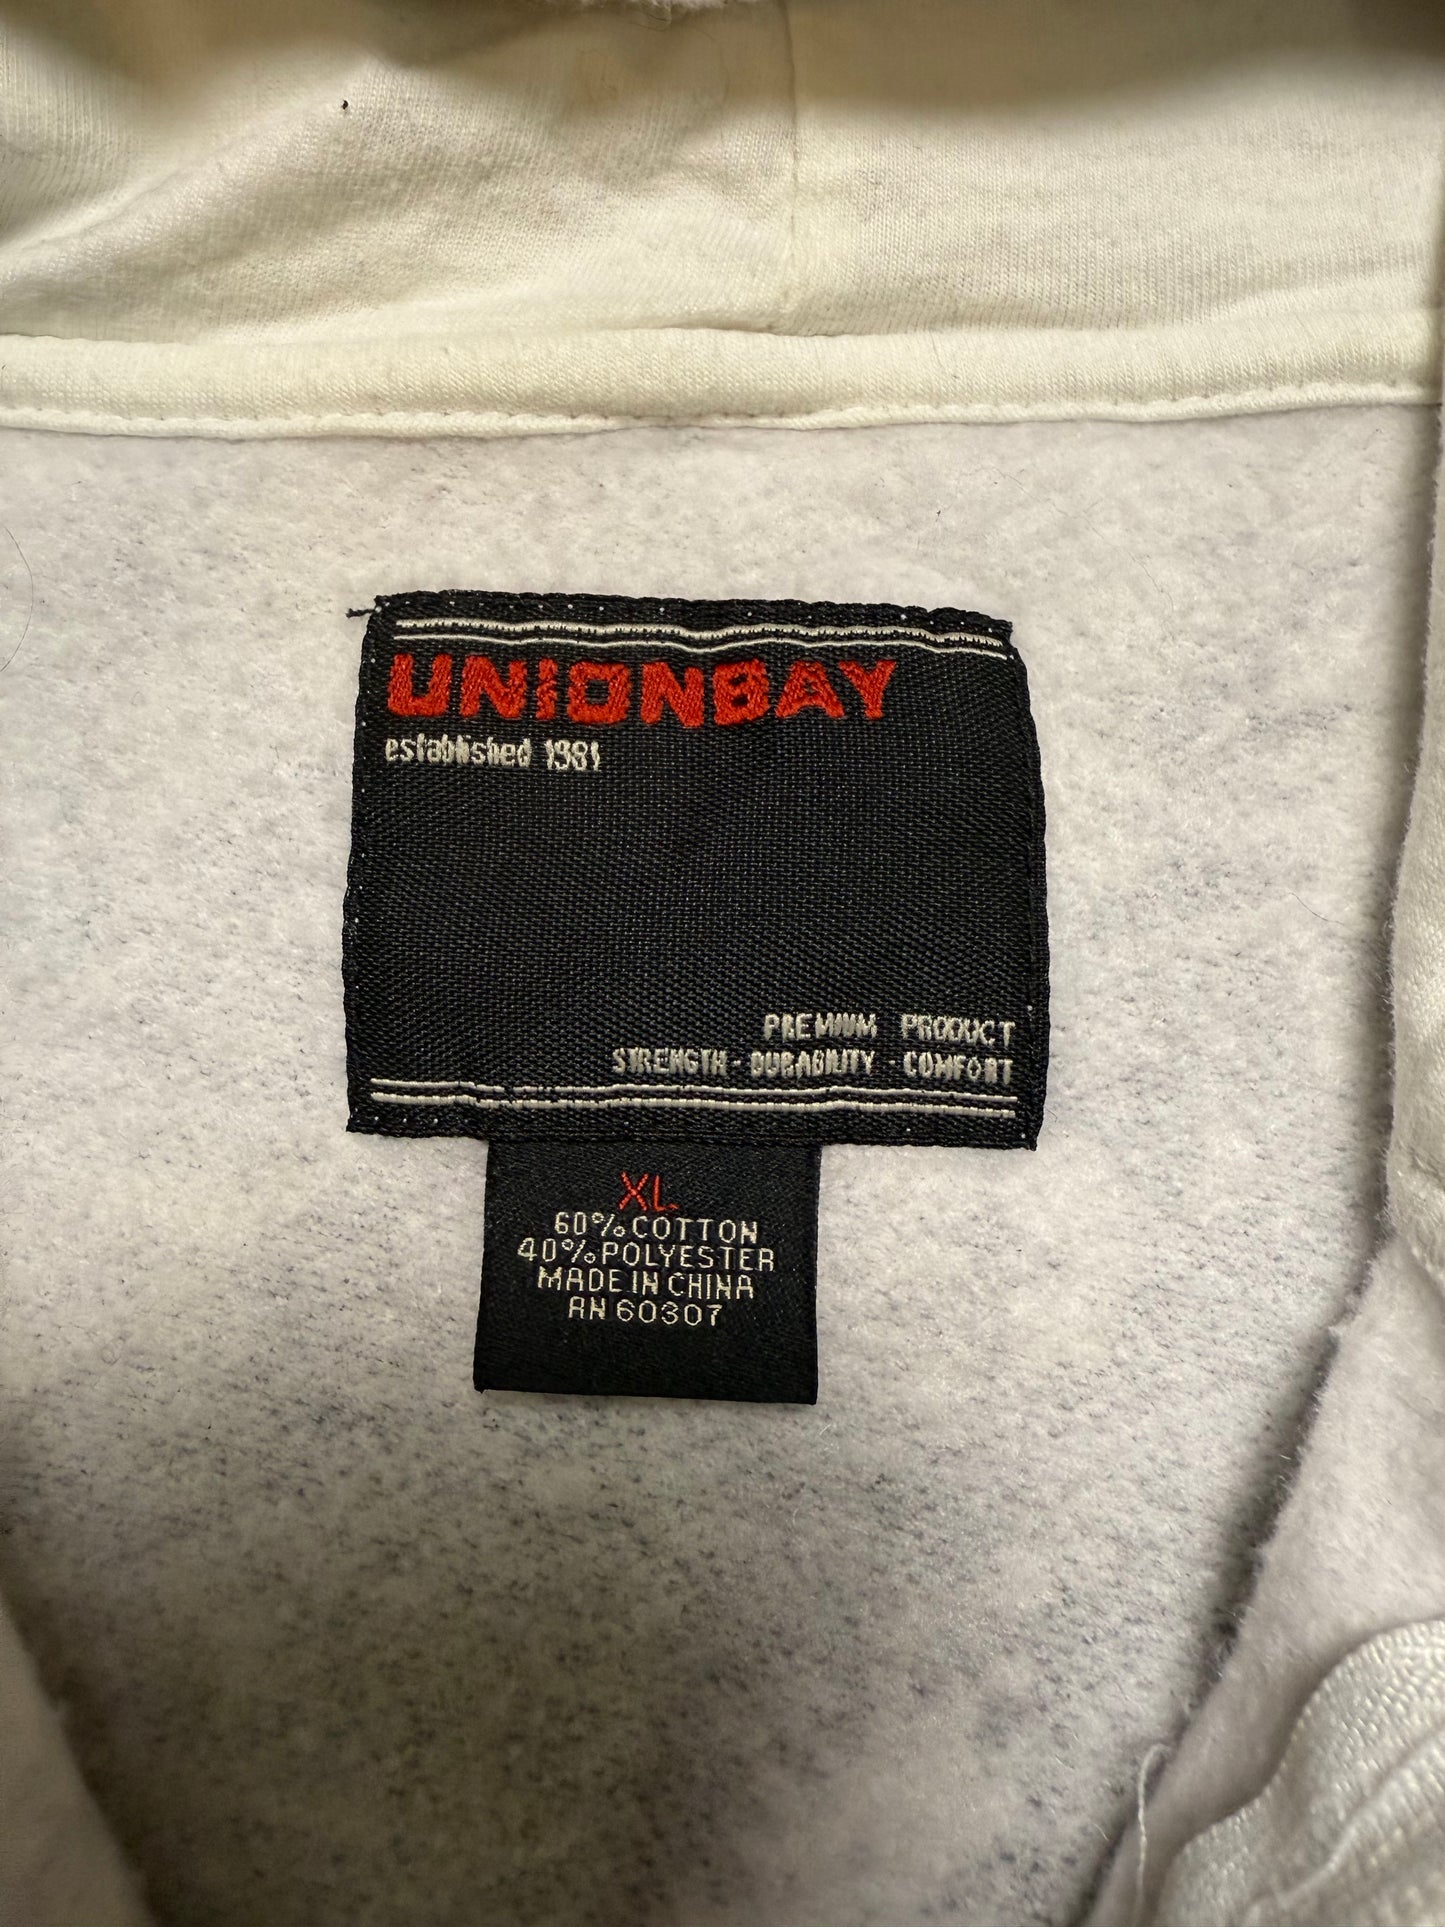 UNIONBAY
established 1981
PREMIUM PRODUCT
STRENGTH - DURABILITY - COMFORT
XL
60% COTTON
40% POLYESTER
MADE IN CHINA
RN 60307